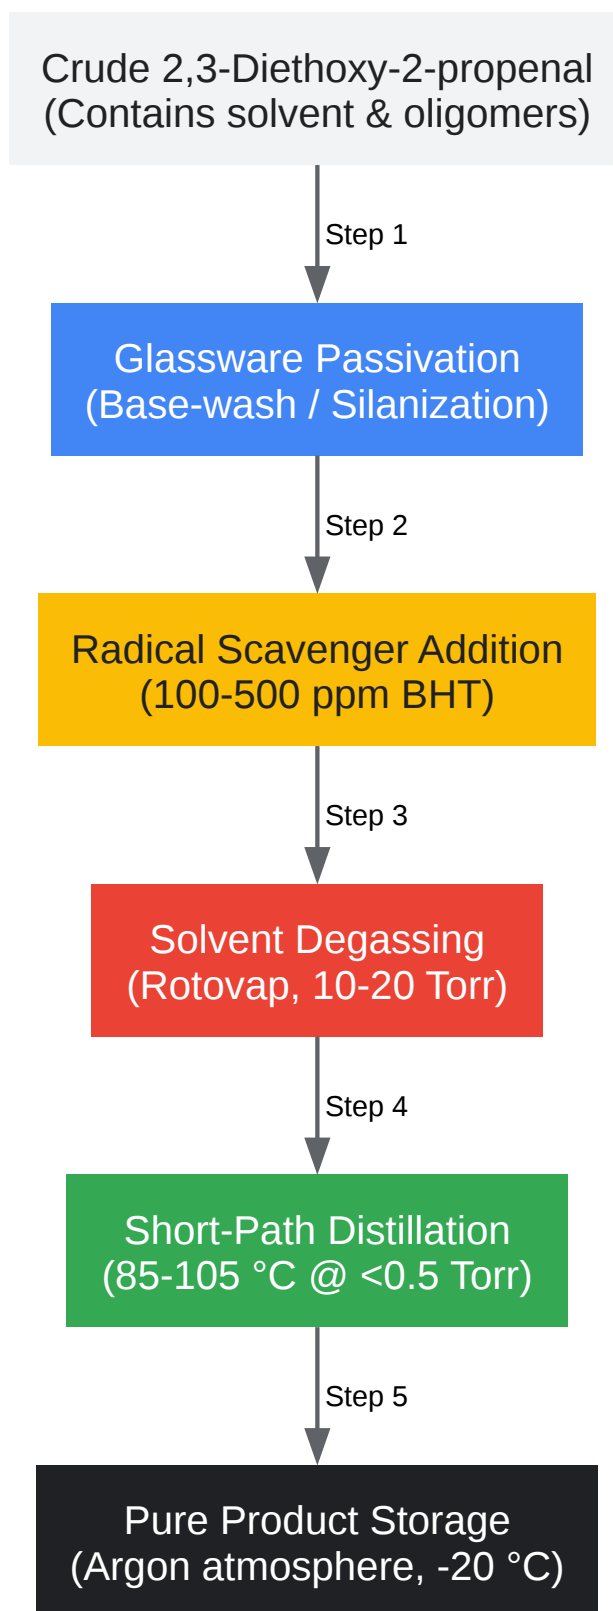 Crude 2,3-Diethoxy-2-propenal
(Contains solvent & oligomers)
Step 1
Glassware Passivation
(Base-wash / Silanization)
Step 2
Radical Scavenger Addition
(100-500 ppm BHT)
Step 3
Solvent Degassing
(Rotovap, 10-20 Torr)
Step 4
Short-Path Distillation
(85-105 °C @ <0.5 Torr)
Step 5
Pure Product Storage
(Argon atmosphere, -20 °C)